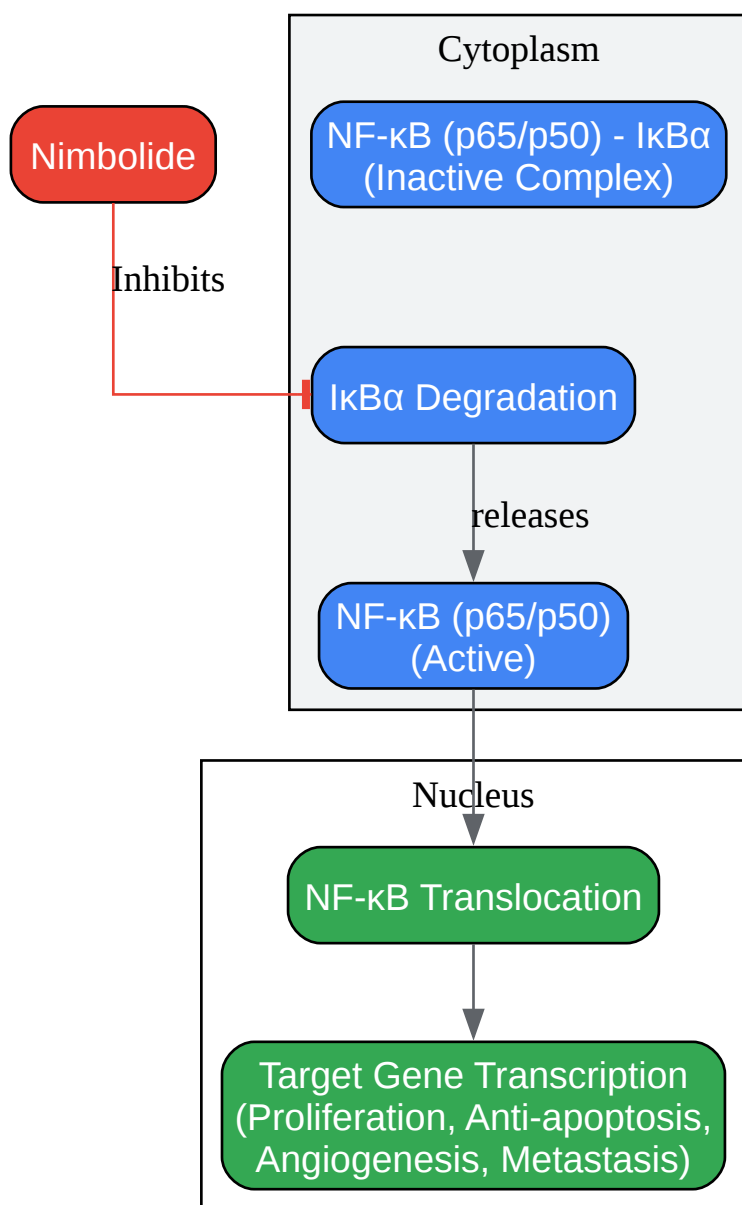 Cytoplasm
Nimbolide
NF-κB (p65/p50) - IκBα
(Inactive Complex)
Inhibits
IκBα Degradation
releases
NF-κB (p65/p50)
(Active)
Nucleus
NF-κB Translocation
Target Gene Transcription
(Proliferation, Anti-apoptosis,
Angiogenesis, Metastasis)